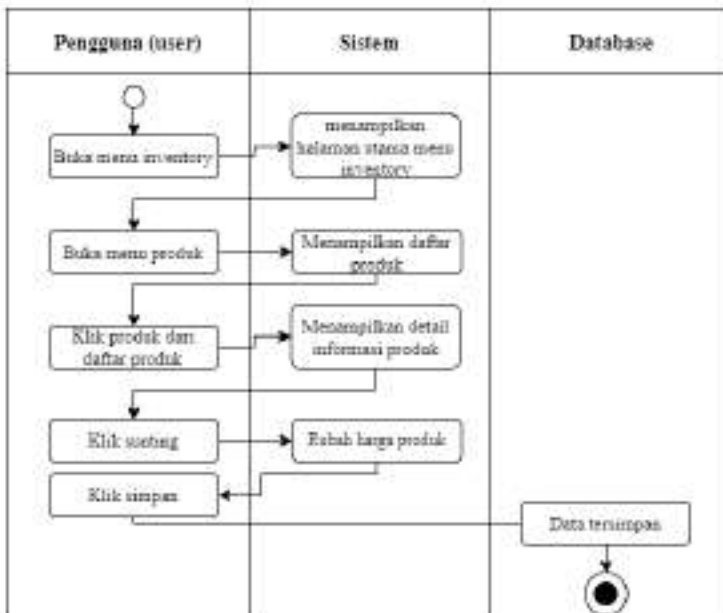 Pengguna (user)
Sistem
Database
Buka menu inventory
menampilkan
halaman utama menu
inventory
Buka menu produk
Menampilkan daftar
produk
Klik produk dari
daftar produk
Menampilkan detail
informasi produk
Klik sunting
Rubah harga produk
Klik simpan
Data tersimpan